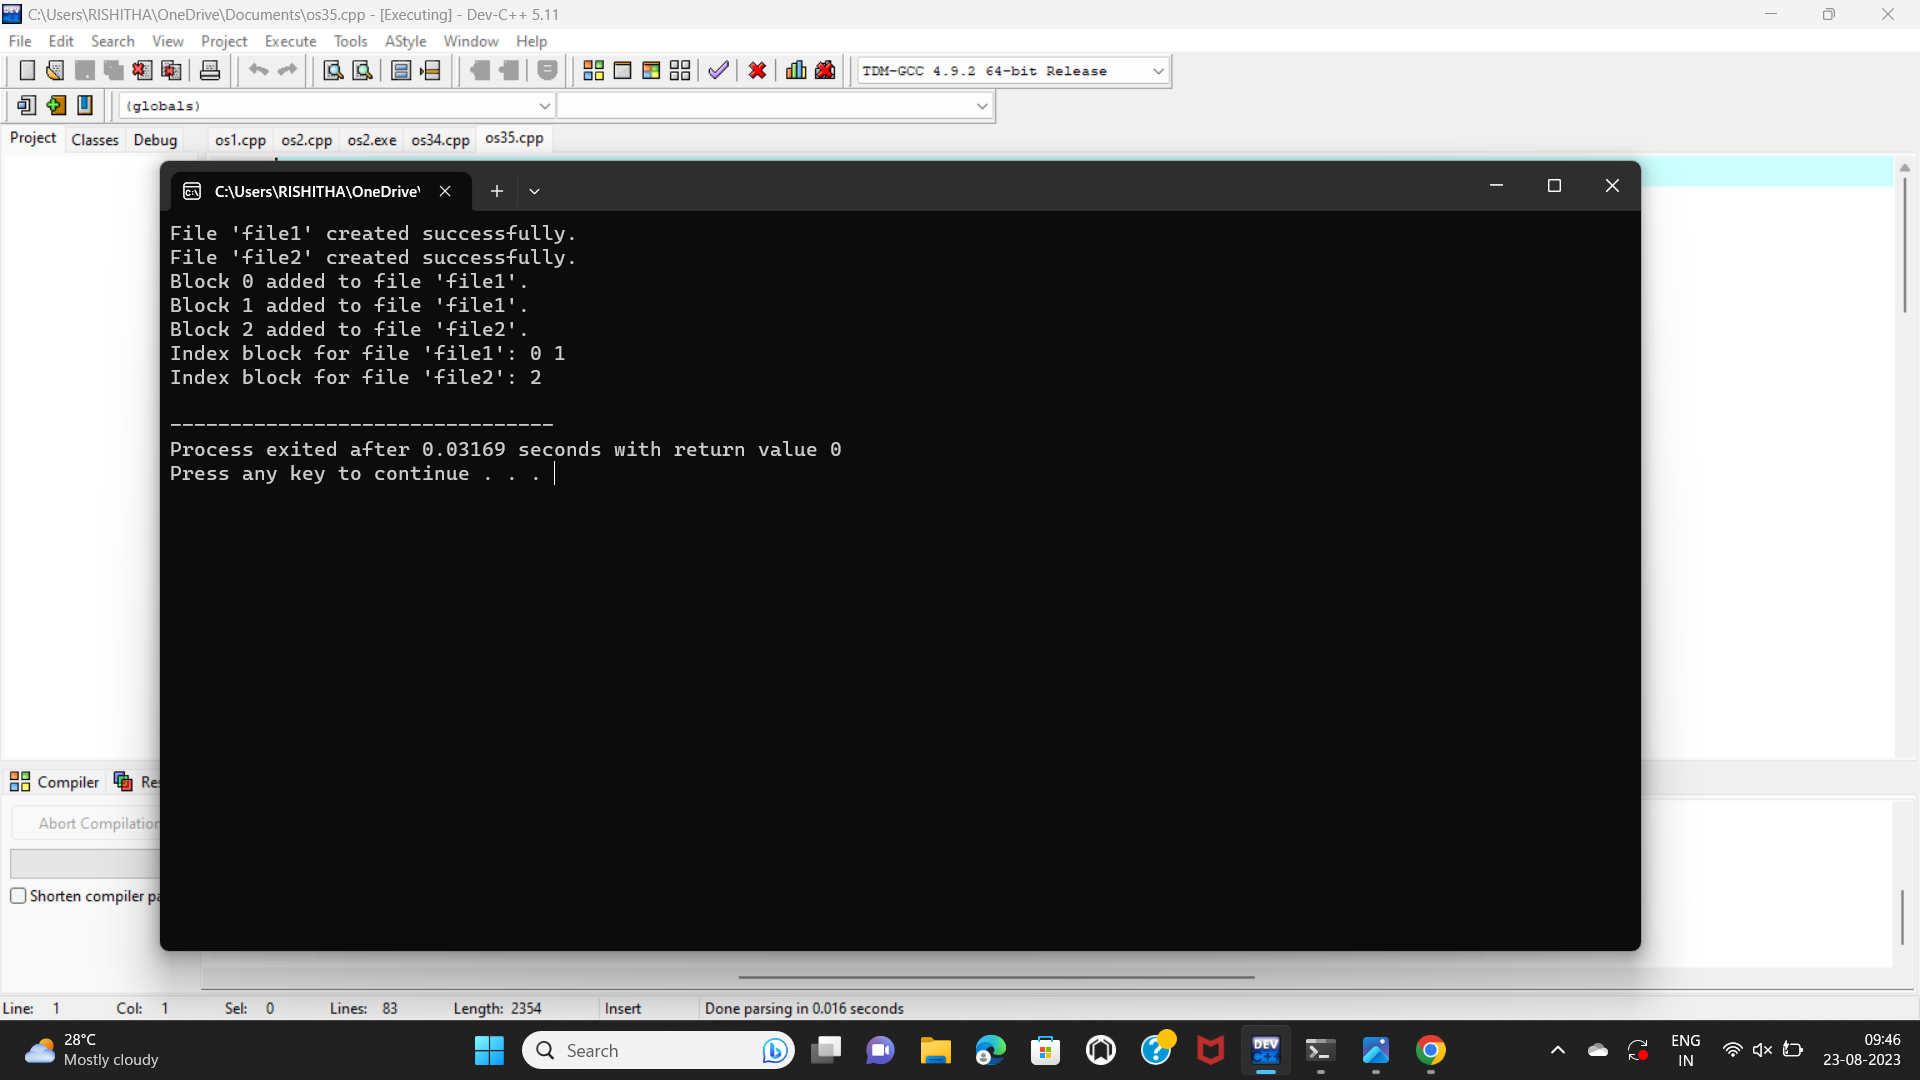 C:\Users\RISHITHA\OneDrive\Documents\os35.cpp - [Executing] - Dev-C++ 5.11
File Edit Search View Project Execute Tools AStyle Window Help
TDM-GCC 4.9.2 64-bit Release
(globals)
Project Classes Debug os1.cpp os2.cpp os2.exe os34.cpp os35.cpp
C:\Users\RISHITHA\OneDrive\
File 'file1' created successfully.
File 'file2' created successfully.
Block 0 added to file 'file1'.
Block 1 added to file 'file1'.
Block 2 added to file 'file2'.
Index block for file 'file1': 0 1
Index block for file 'file2': 2
--------------------------------
Process exited after 0.03169 seconds with return value 0
Press any key to continue . . .
Compiler Res
Abort Compilation
Shorten compiler pa
Line: 1 Col: 1 Sel: 0 Lines: 83 Length: 2354 Insert Done parsing in 0.016 seconds
28°C
Mostly cloudy
Search
DEV
C++
ENG
IN
09:46
23-08-2023